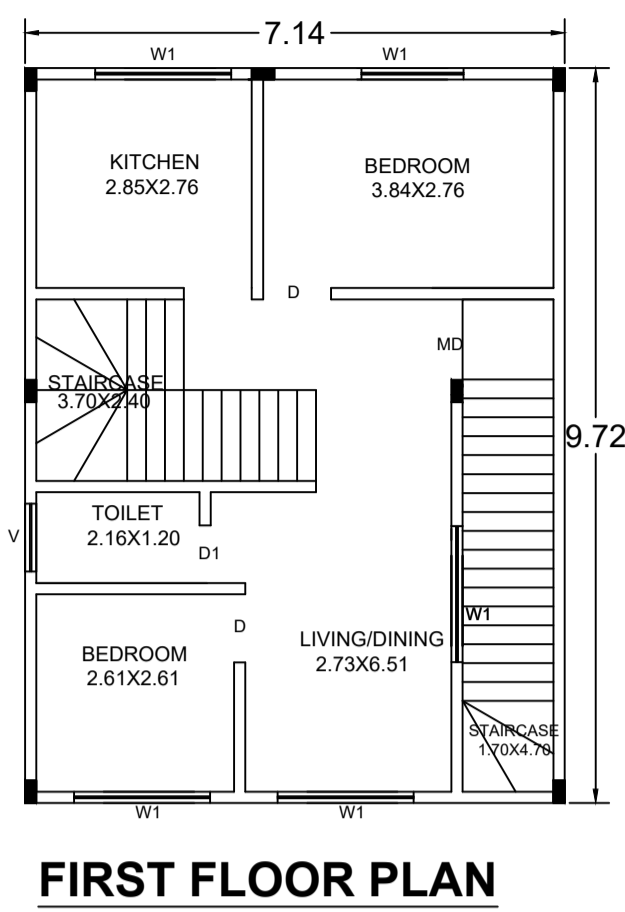 7.14
W1
W1
KITCHEN
2.85X2.76
BEDROOM
3.84X2.76
D
MD
STAIRCASE
3.70X2.40
9.72
TOILET
2.16X1.20
V
D1
W1
D
LIVING/DINING
2.73X6.51
BEDROOM
2.61X2.61
STAIRCASE
1.70X4.70
W1
W1
FIRST FLOOR PLAN